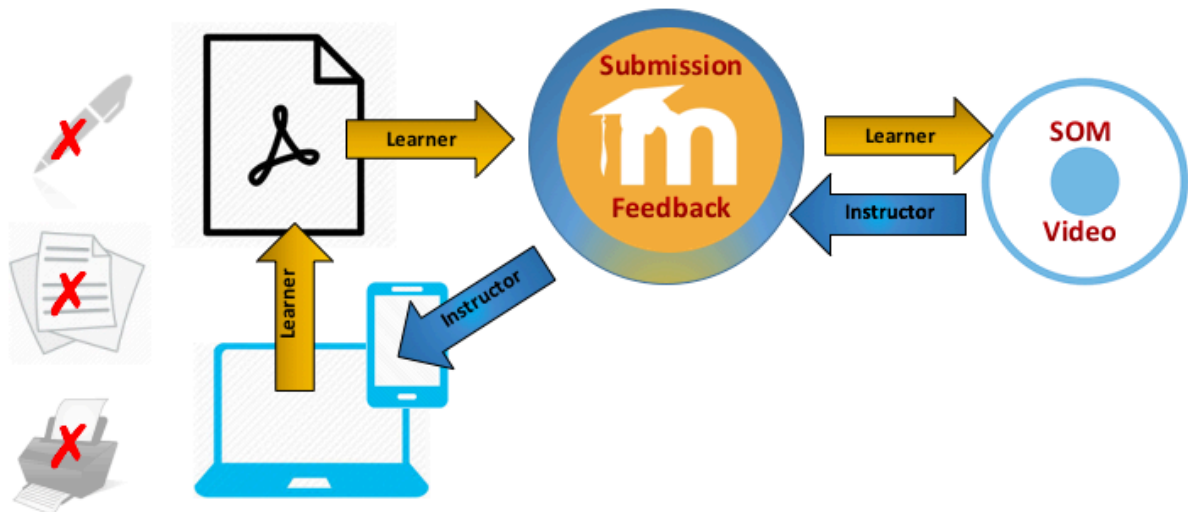 Submission
m
Feedback
Learner
Learner
SOM
Video
Instructor
Instructor
Learner